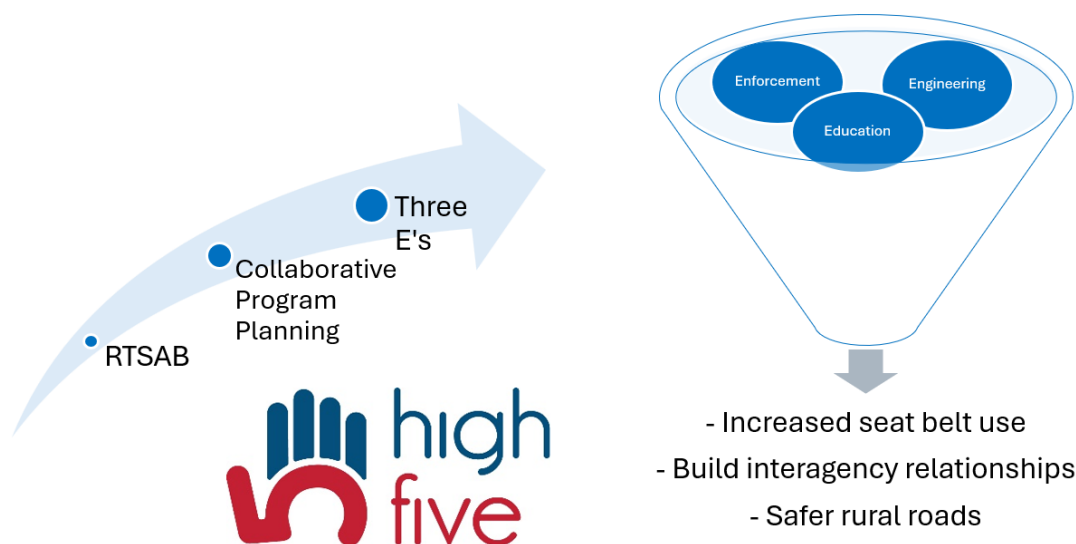 RTSAB
Collaborative
Program
Planning
Three
E's
high
five
Enforcement
Engineering
Education
- Increased seat belt use
- Build interagency relationships
- Safer rural roads